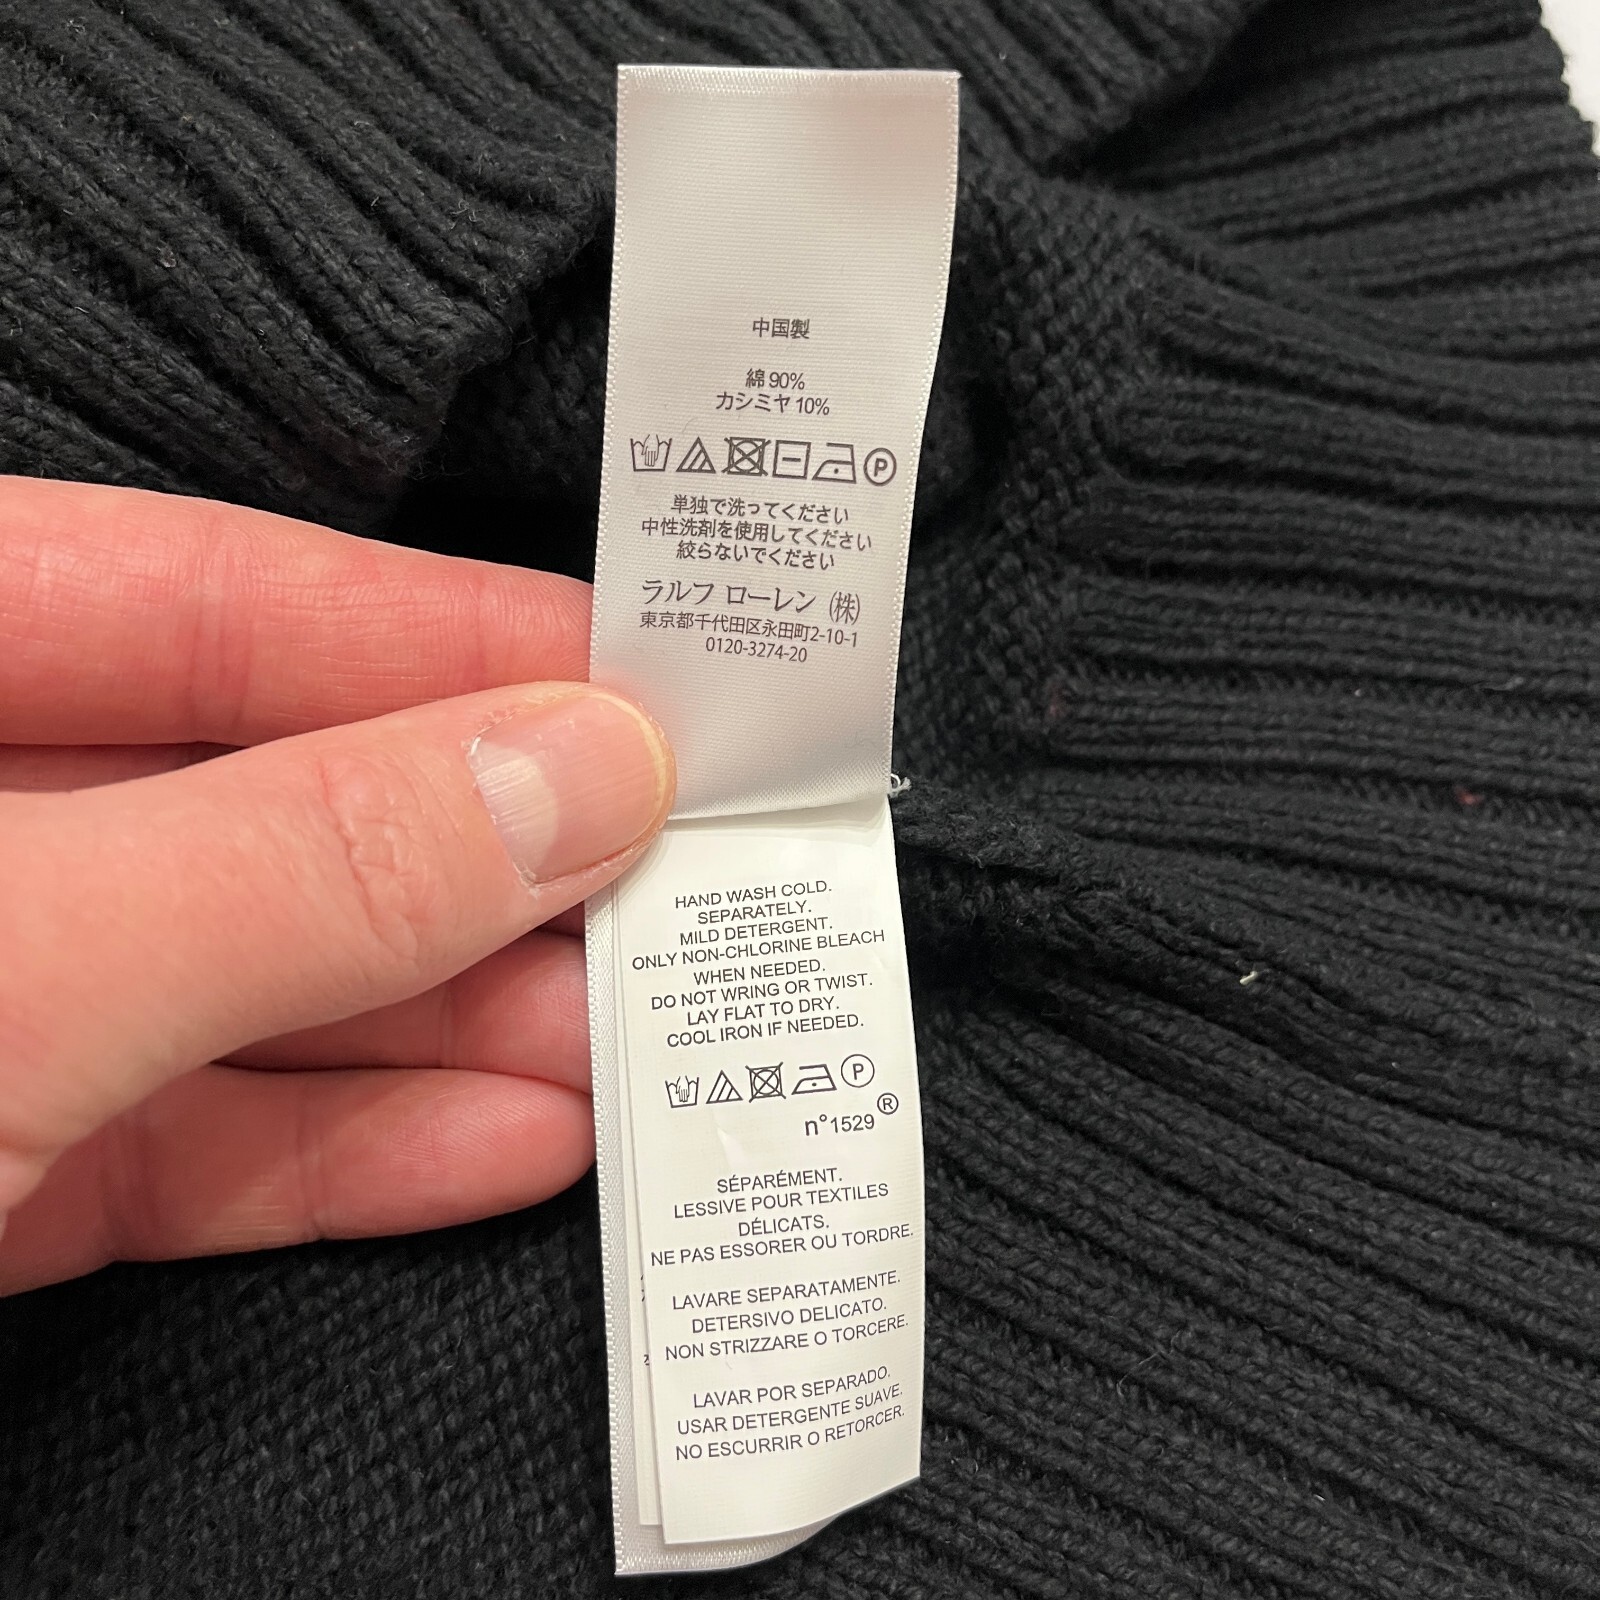 中国製
綿 90%
カシミヤ 10%
P
単独で洗ってください
中性洗剤を使用してください
絞らないでください
ラルフ ローレン (株)
東京都千代田区永田町2-10-1
0120-3274-20
HAND WASH COLD.
SEPARATELY.
MILD DETERGENT.
ONLY NON-CHLORINE BLEACH
WHEN NEEDED.
DO NOT WRING OR TWIST.
LAY FLAT TO DRY.
COOL IRON IF NEEDED.
P
n°1529®
SÉPARÉMENT.
LESSIVE POUR TEXTILES
DÉLICATS.
NE PAS ESSORER OU TORDRE.
LAVARE SEPARATAMENTE.
DETERSIVO DELICATO.
NON STRIZZARE O TORCERE.
LAVAR POR SEPARADO.
USAR DETERGENTE SUAVE.
NO ESCURRIR O RETORCER.